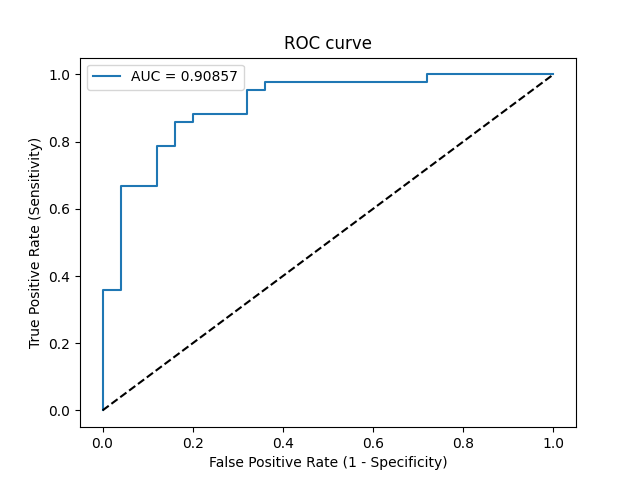 ROC curve
AUC = 0.90857
1.0
0.8
0.6
0.4
0.2
0.0
True Positive Rate (Sensitivity)
0.0 0.2 0.4 0.6 0.8 1.0
False Positive Rate (1 - Specificity)